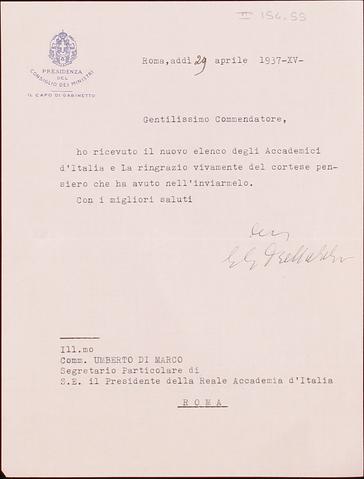 II 154.55
PRESIDENZA
DEL
CONSIGLIO DEI MINISTRI
IL CAPO DI GABINETTO
Roma,addì 29 aprile 1937-XV-
Gentilissimo Commendatore,
ho ricevuto il nuovo elenco degli Accademici
d'Italia e La ringrazio vivamente del cortese pen-
siero che ha avuto nell'inviarmelo.
Con i migliori saluti
Ill.mo
Comm. UMBERTO DI MARCO
Segretario Particolare di
S.E. il Presidente della Reale Accademia d'Italia
ROMA